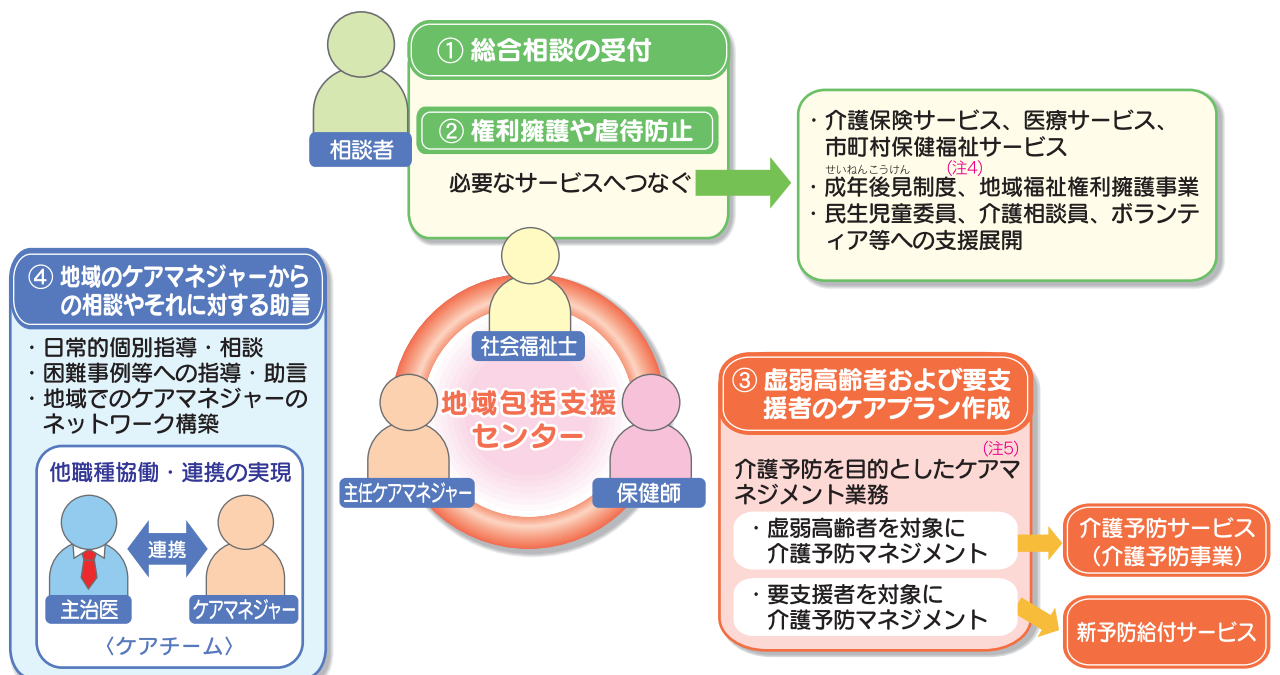 ① 総合相談の受付
② 権利擁護や虐待防止
必要なサービスへつなぐ
相談者
・介護保険サービス、医療サービス、
市町村保健福祉サービス
せいねんこうけん (注4)
・成年後見制度、地域福祉権利擁護事業
・民生児童委員、介護相談員、ボランテ
ィア等への支援展開
④ 地域のケアマネジャーから
の相談やそれに対する助言
・日常的個別指導・相談
・困難事例等への指導・助言
・地域でのケアマネジャーの
ネットワーク構築
他職種協働・連携の実現
連携
主治医
ケアマネジャー
〈ケアチーム〉
社会福祉士
地域包括支援
センター
主任ケアマネジャー
保健師
③ 虚弱高齢者および要支
援者のケアプラン作成
(注5)
介護予防を目的としたケアマ
ネジメント業務
・虚弱高齢者を対象に
介護予防マネジメント
・要支援者を対象に
介護予防マネジメント
介護予防サービス
(介護予防事業)
新予防給付サービス